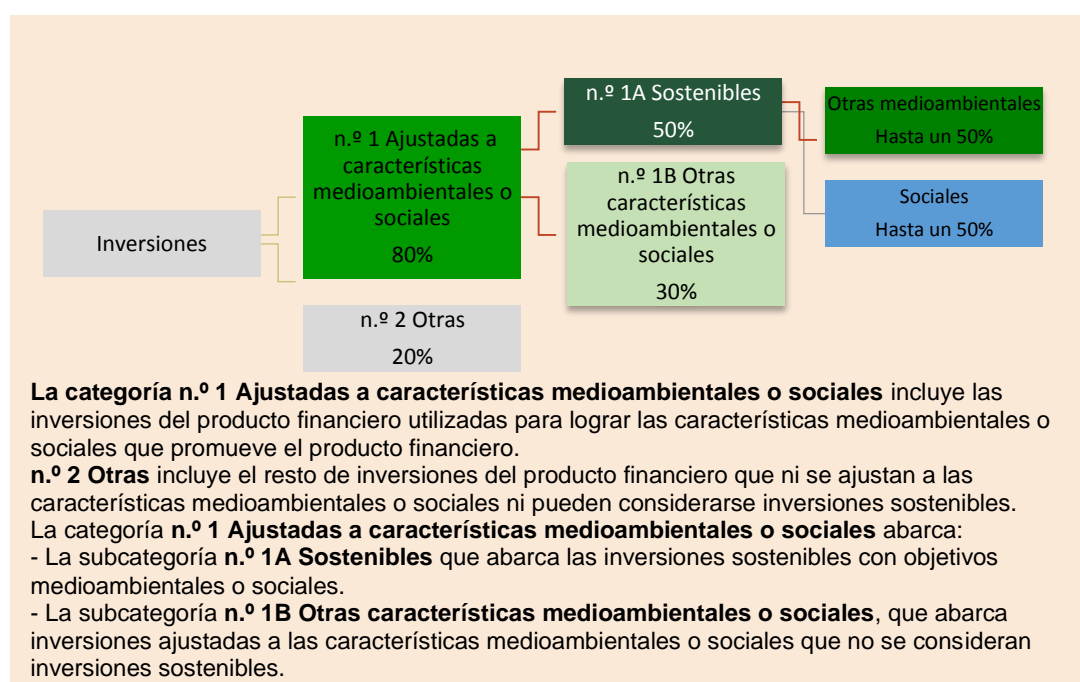 Inversiones
n.º 1 Ajustadas a
características
medioambientales o
sociales
80%
n.º 2 Otras
20%
n.º 1A Sostenibles
50%
n.º 1B Otras
características
medioambientales o
sociales
30%
Otras medioambientales
Hasta un 50%
Sociales
Hasta un 50%
La categoría n.º 1 Ajustadas a características medioambientales o sociales incluye las
inversiones del producto financiero utilizadas para lograr las características medioambientales o
sociales que promueve el producto financiero.
n.º 2 Otras incluye el resto de inversiones del producto financiero que ni se ajustan a las
características medioambientales o sociales ni pueden considerarse inversiones sostenibles.
La categoría n.º 1 Ajustadas a características medioambientales o sociales abarca:
- La subcategoría n.º 1A Sostenibles que abarca las inversiones sostenibles con objetivos
medioambientales o sociales.
- La subcategoría n.º 1B Otras características medioambientales o sociales, que abarca
inversiones ajustadas a las características medioambientales o sociales que no se consideran
inversiones sostenibles.